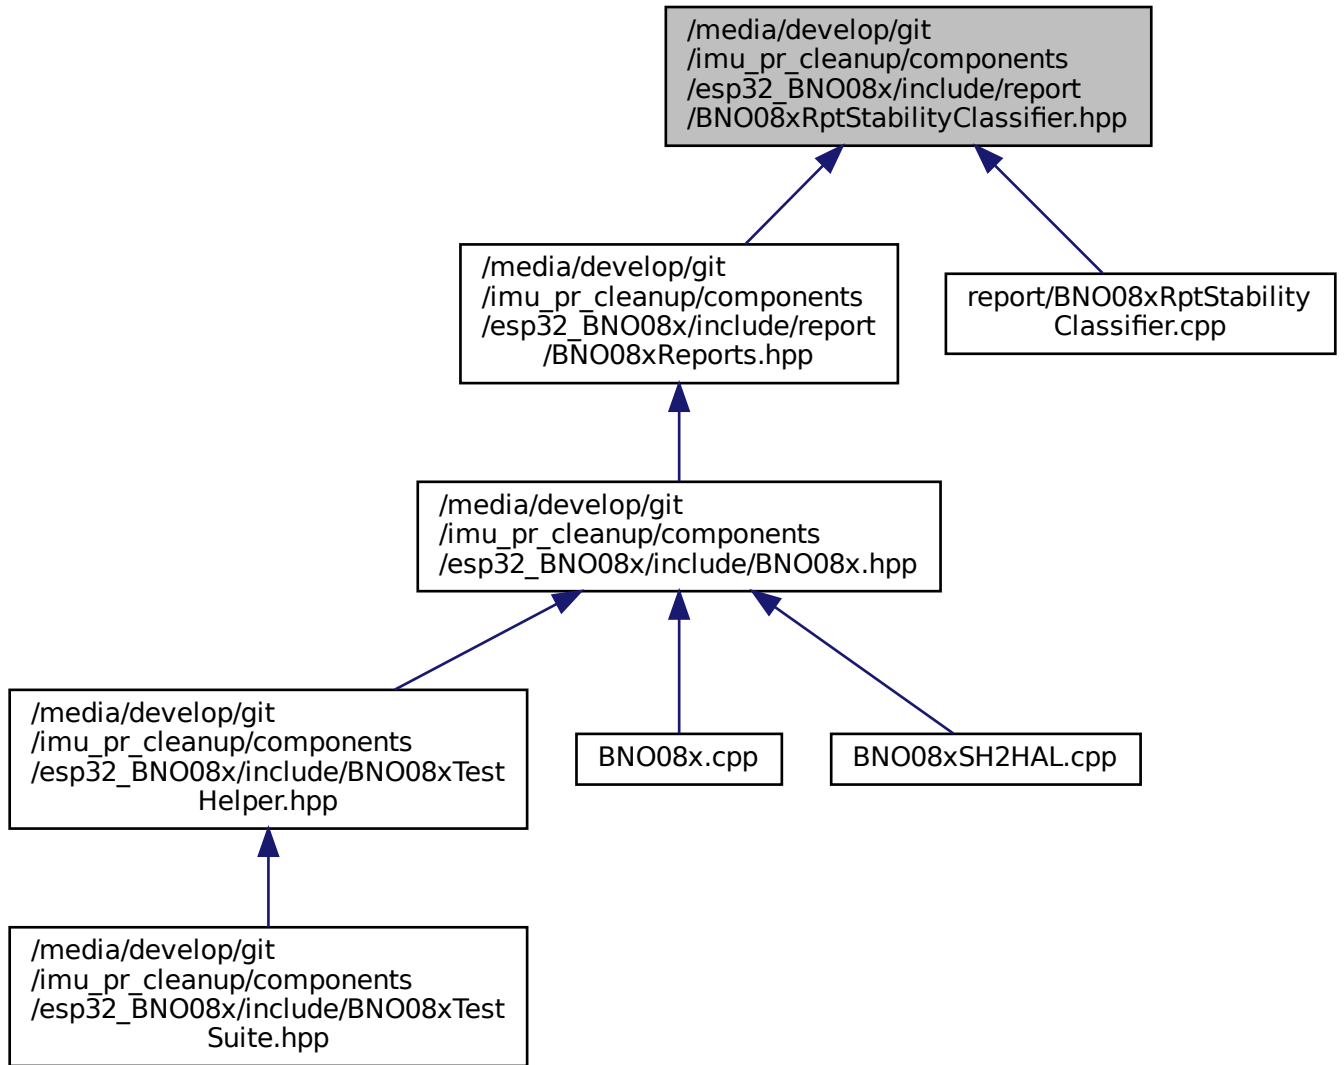 /media/develop/git
/imu_pr_cleanup/components
/esp32_BNO08x/include/report
/BNO08xRptStabilityClassifier.hpp
/media/develop/git
/imu_pr_cleanup/components
/esp32_BNO08x/include/report
/BNO08xReports.hpp
report/BNO08xRptStability
Classifier.cpp
/media/develop/git
/imu_pr_cleanup/components
/esp32_BNO08x/include/BNO08x.hpp
/media/develop/git
/imu_pr_cleanup/components
/esp32_BNO08x/include/BNO08xTest
Helper.hpp
BNO08x.cpp
BNO08xSH2HAL.cpp
/media/develop/git
/imu_pr_cleanup/components
/esp32_BNO08x/include/BNO08xTest
Suite.hpp